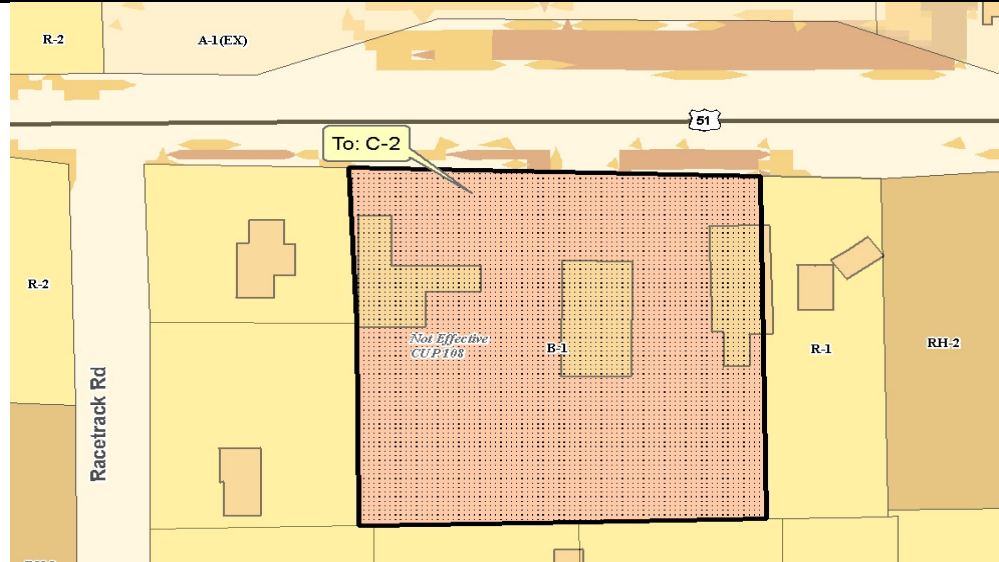 R-2
A-1(EX)
51
To: C-2
R-2
Not Effective
CUP 108
B-1
R-1
RH-2
Racetrack Rd